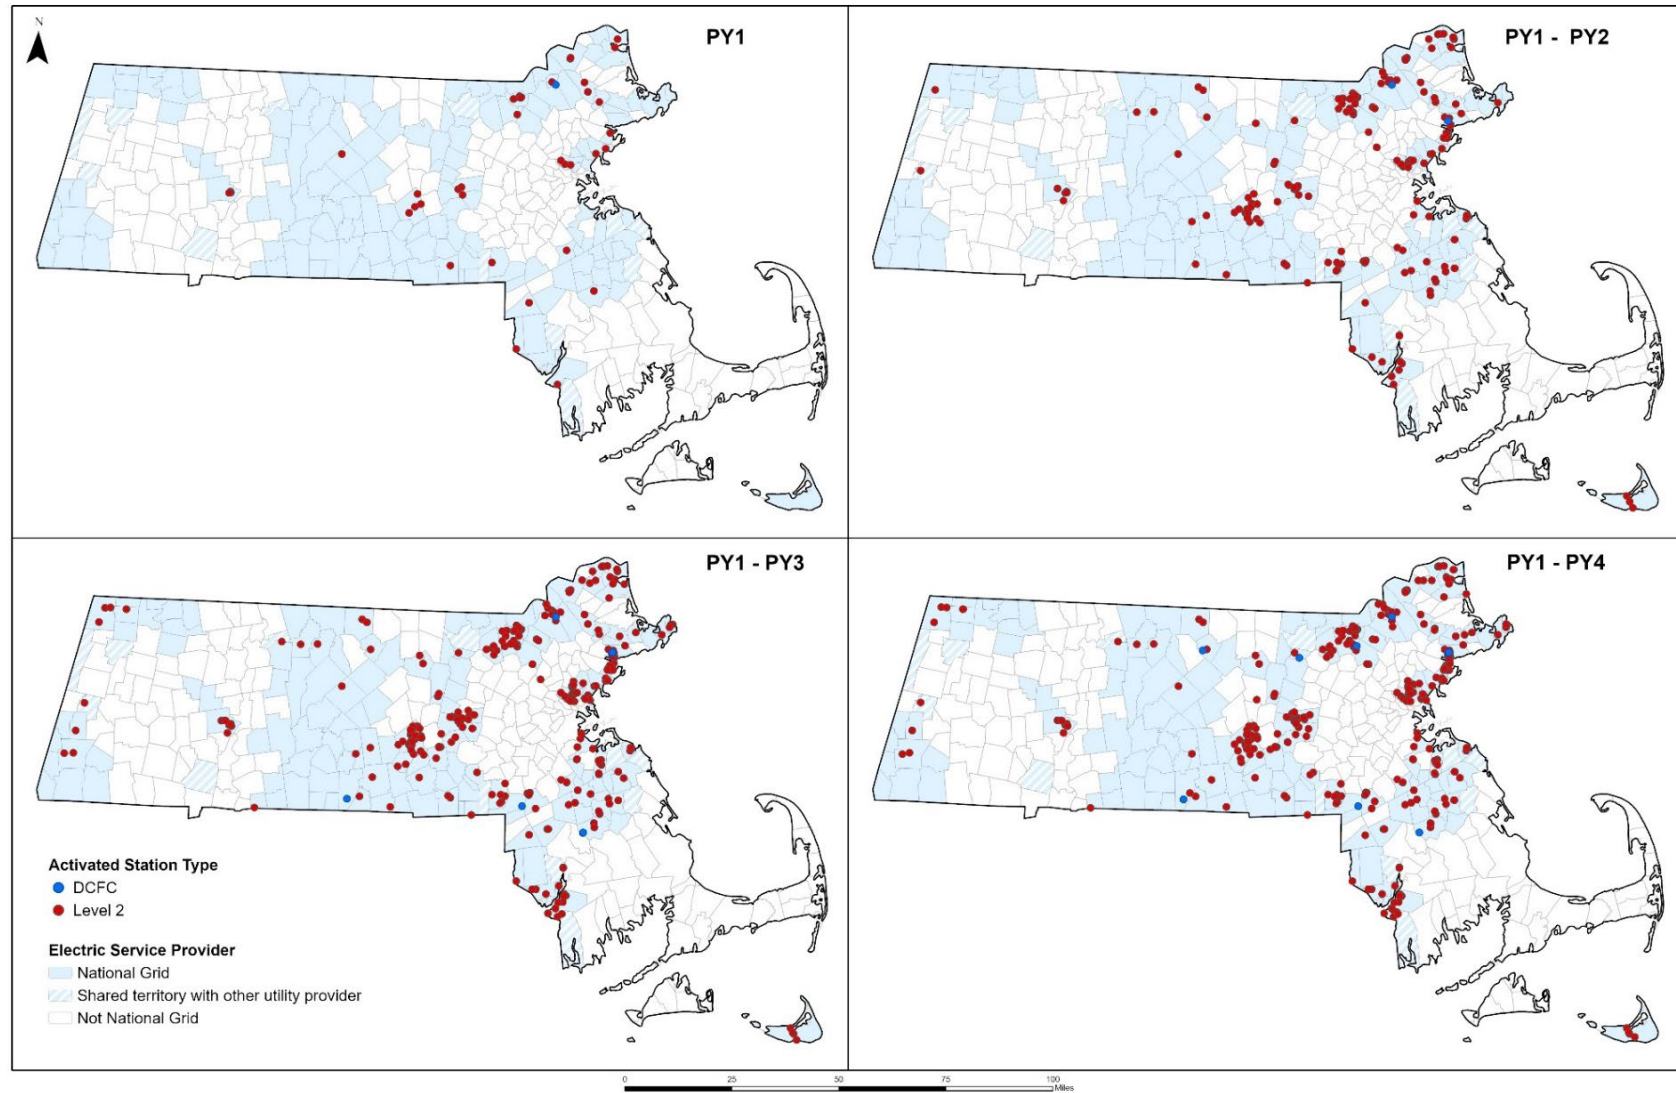 N
PY1
PY1 - PY2
PY1 - PY3
PY1 - PY4
Activated Station Type
DCFC
Level 2
Electric Service Provider
National Grid
Shared territory with other utility provider
Not National Grid
0 25 50 75 100
Miles